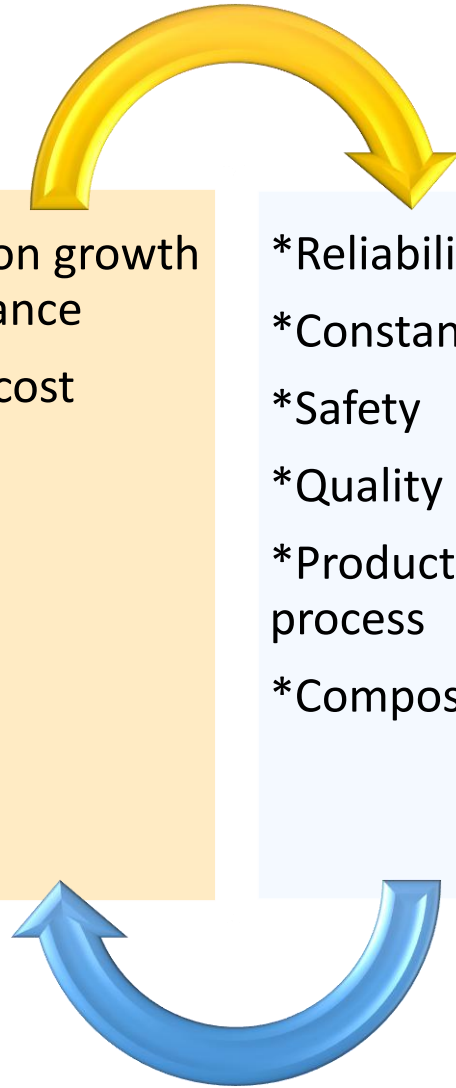 on growth
ance
cost
*Reliabili
*Constan
*Safety
*Quality
*Product
process
*Compos